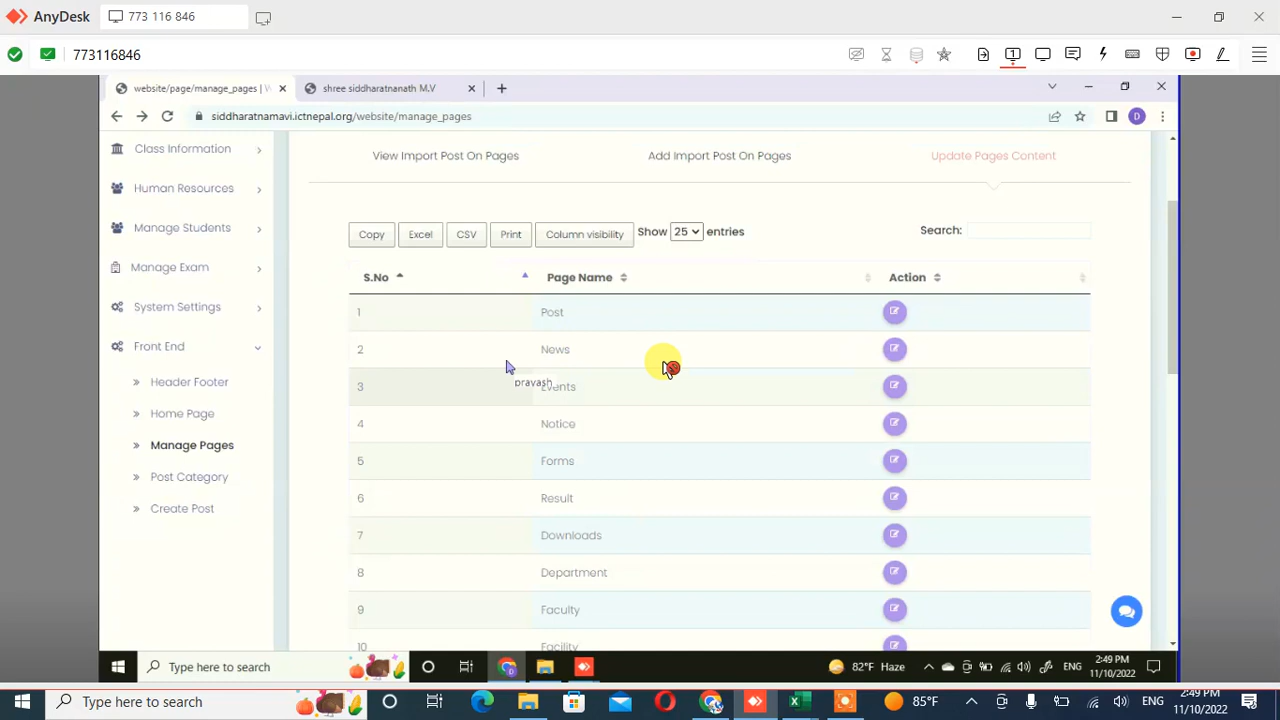 AnyDesk
773 116 846
773116846
website/page/manage_pages | W
shree siddharatnanath M.V
siddharatnamavi.ictnepal.org/website/manage_pages
D
Class Information
Human Resources
Manage Students
Manage Exam
System Settings
Front End
Header Footer
Home Page
Manage Pages
Post Category
Create Post
View Import Post On Pages
Add Import Post On Pages
Update Pages Content
Copy
Excel
CSV
Print
Column visibility
Show 25 entries
Search:
S.No
Page Name
Action
1 Post
2 News
3 Events
pravash
4 Notice
5 Forms
6 Result
7 Downloads
8 Department
9 Faculty
10 Facility
Type here to search
82°F Haze
ENG
2:49 PM
11/10/2022
Type here to search
85°F
ENG
2:49 PM
11/10/2022